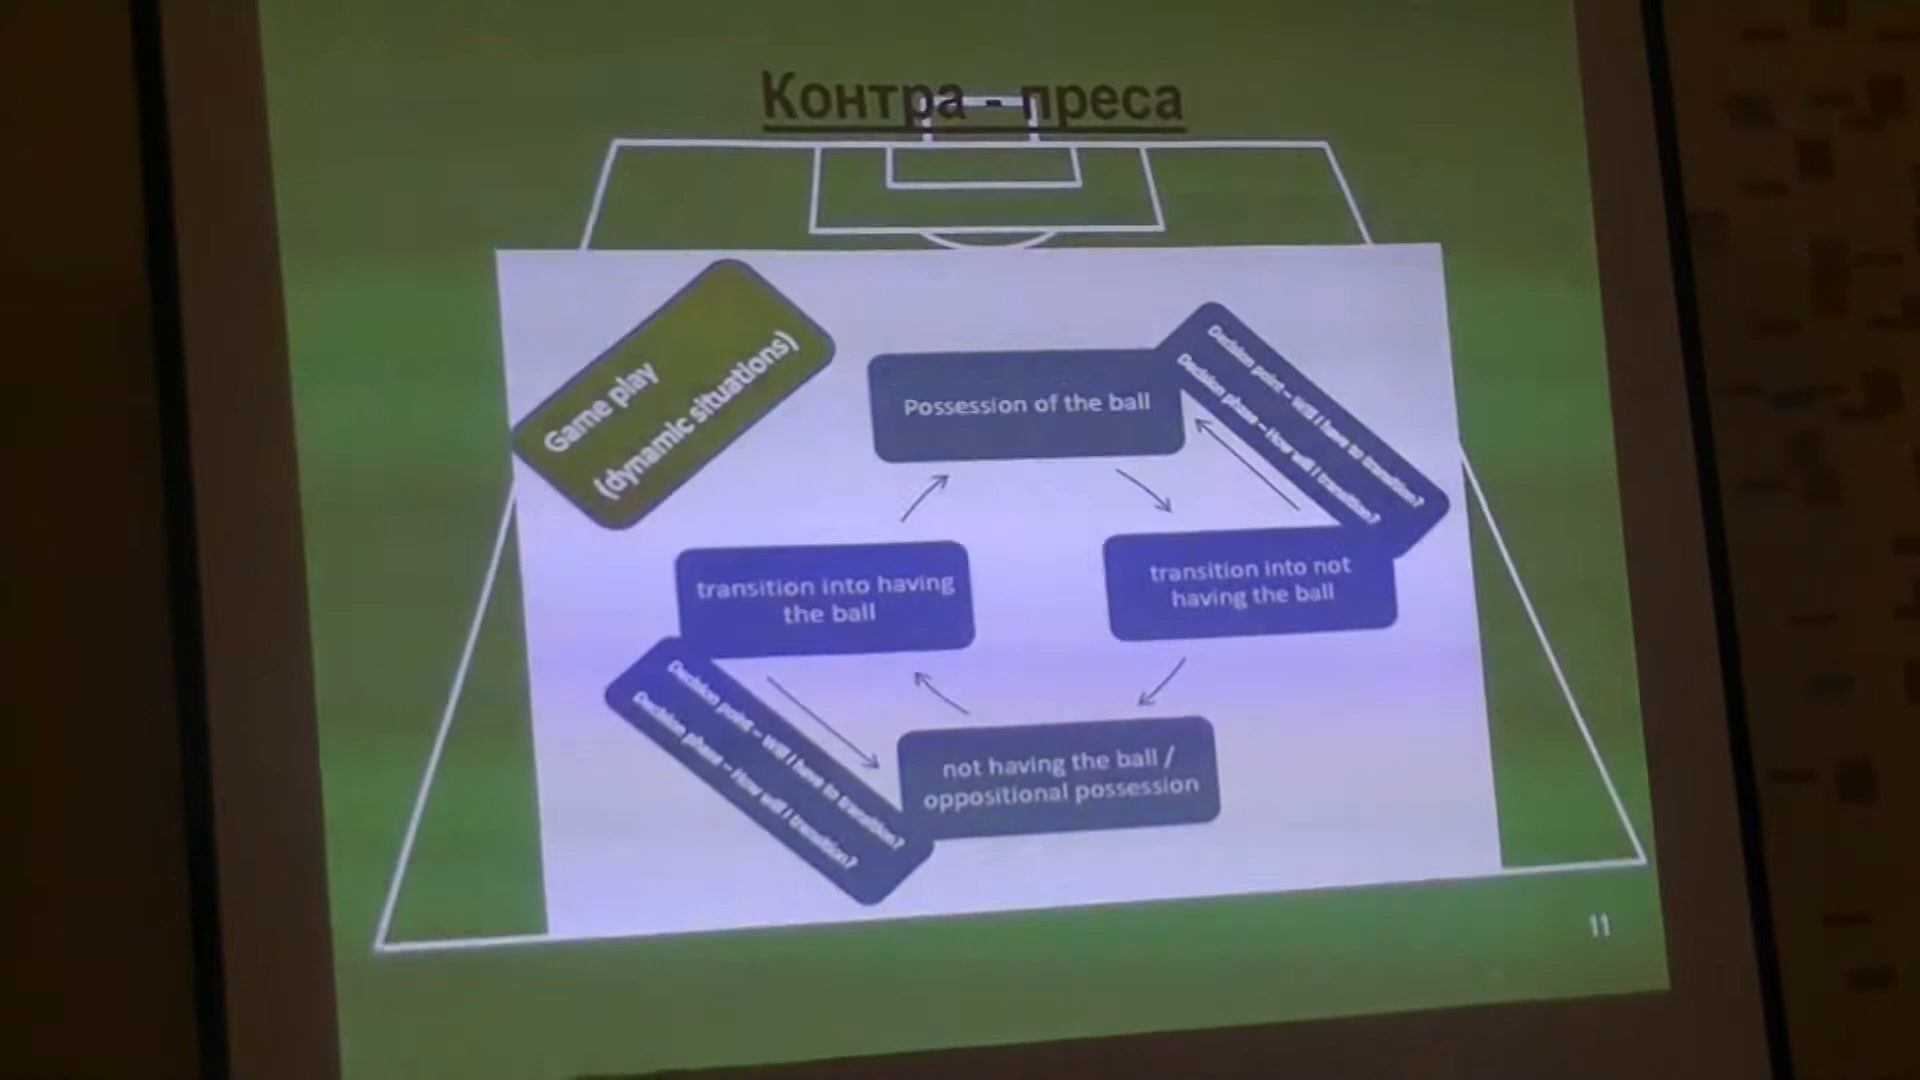 Контра - преса
Game play
(dynamic situations)
Possession of the ball
Decision point – Will I have to transition?
Decision phase – How will I transition?
transition into having
the ball
transition into not
having the ball
Decision point – Will I have to transition?
Decision phase – How will I transition?
not having the ball /
oppositional possession
11